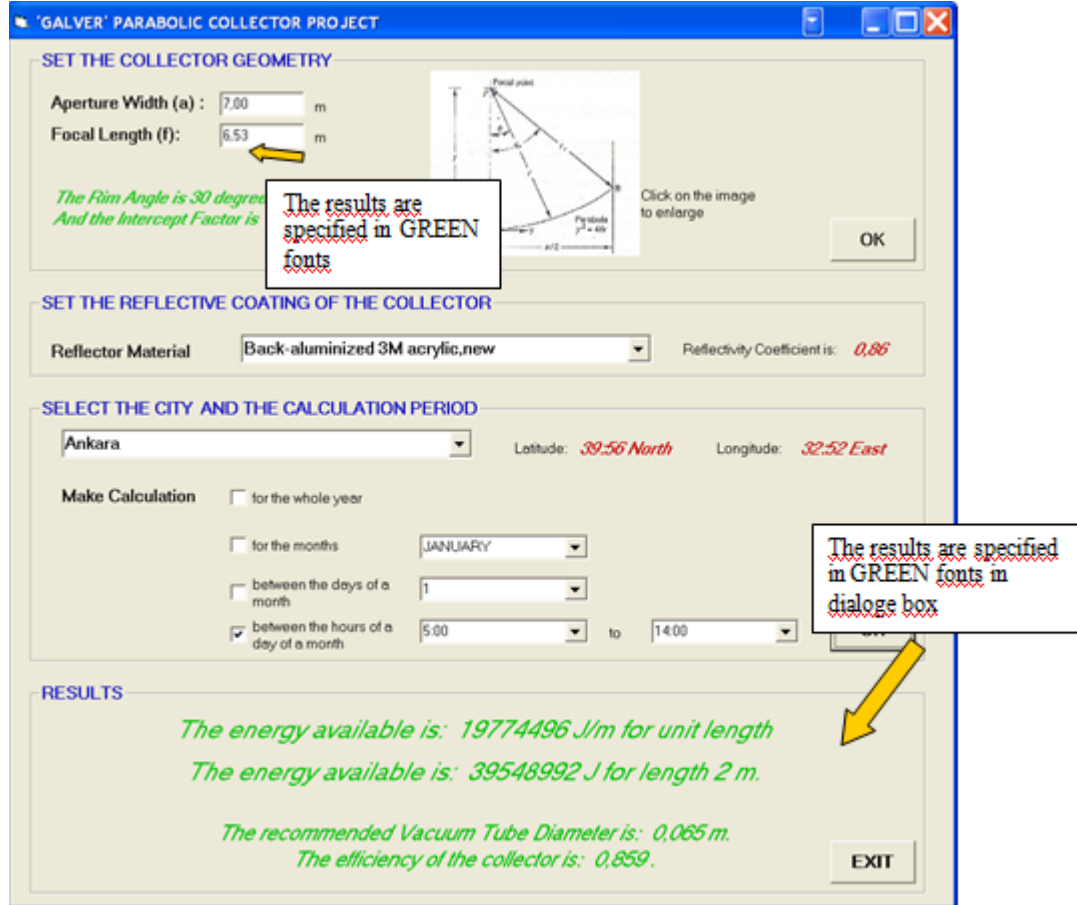 'GALVER' PARABOLIC COLLECTOR PROJECT
SET THE COLLECTOR GEOMETRY
Aperture Width (a) : 7,00 m
Focal Length (f): 6,53 m
The Rim Angle is 30 degree
And the Intercept Factor is
The results are
specified in GREEN
fonts
Focal point
Parabola
a/2
Click on the image
to enlarge
OK
SET THE REFLECTIVE COATING OF THE COLLECTOR
Reflector Material Back-aluminized 3M acrylic,new Reflectivity Coefficient is: 0,86
SELECT THE CITY AND THE CALCULATION PERIOD
Ankara Latitude: 39:56 North Longitude: 32:52 East
Make Calculation for the whole year
for the months JANUARY
between the days of a
month
1
between the hours of a
day of a month
5:00 to 14:00
The results are specified
in GREEN fonts in
dialoge box
RESULTS
The energy available is: 19774496 J/m for unit length
The energy available is: 39548992 J for length 2 m.
The recommended Vacuum Tube Diameter is: 0,065 m.
The efficiency of the collector is: 0,859 .
EXIT